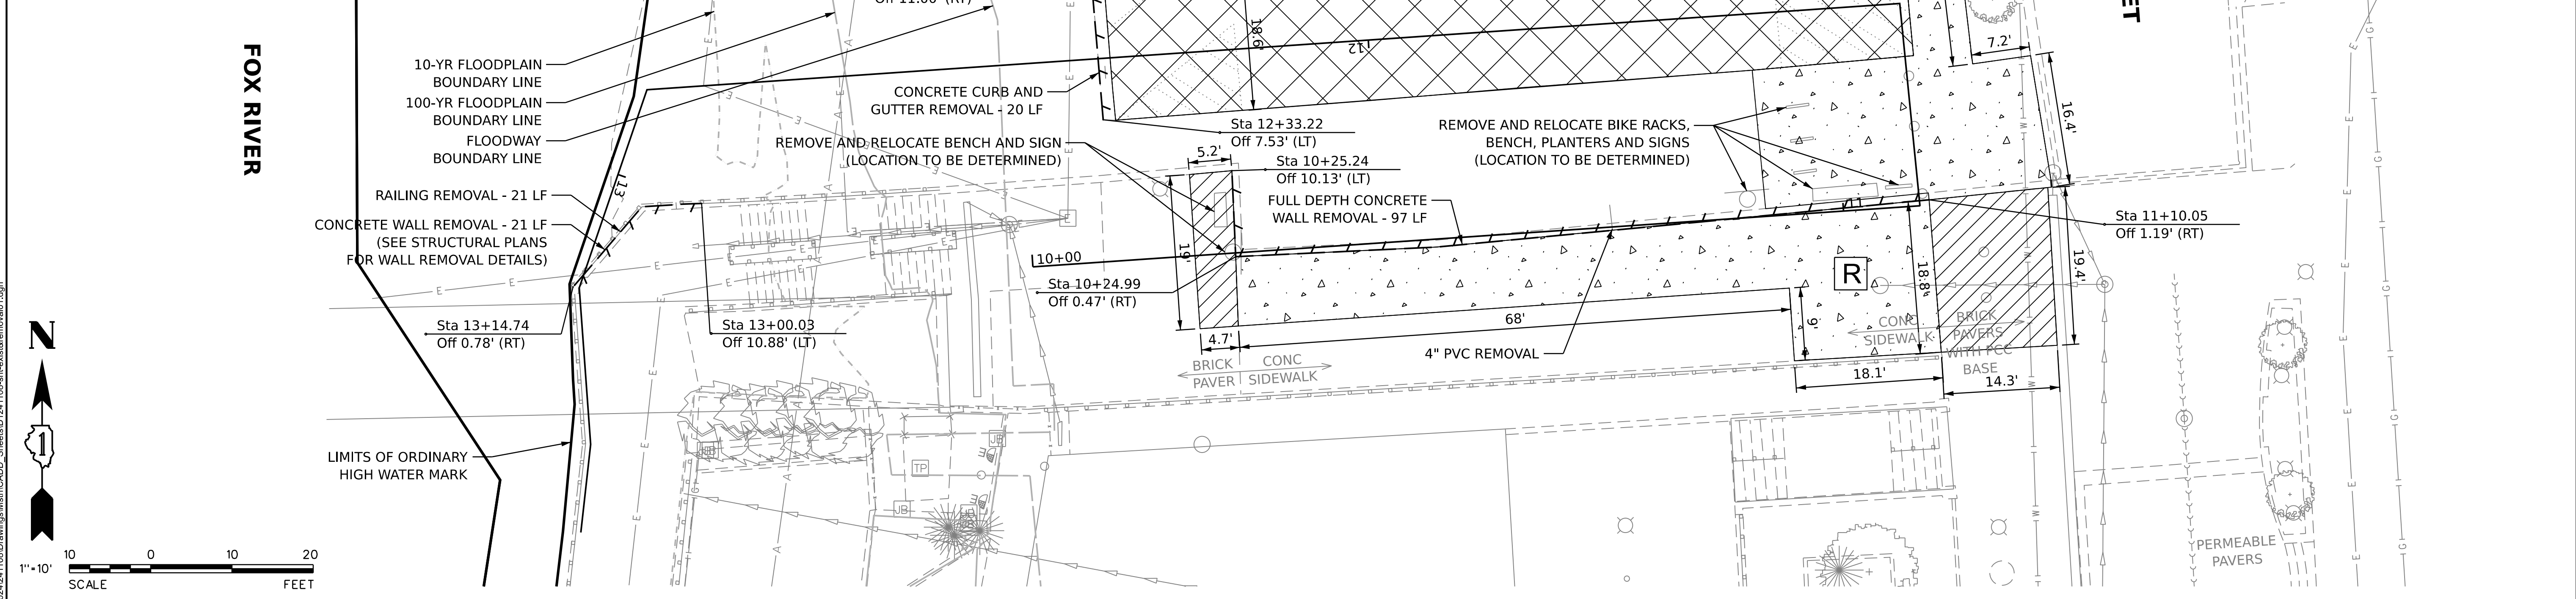 Off 11.00' (RT)
FOX RIVER
10-YR FLOODPLAIN
BOUNDARY LINE
100-YR FLOODPLAIN
BOUNDARY LINE
FLOODWAY
BOUNDARY LINE
RAILING REMOVAL - 21 LF
CONCRETE WALL REMOVAL - 21 LF
(SEE STRUCTURAL PLANS
FOR WALL REMOVAL DETAILS)
Sta 13+14.74
Off 0.78' (RT)
Sta 13+00.03
Off 10.88' (LT)
LIMITS OF ORDINARY
HIGH WATER MARK
13
CONCRETE CURB AND
GUTTER REMOVAL - 20 LF
REMOVE AND RELOCATE BENCH AND SIGN
(LOCATION TO BE DETERMINED)
18.6'
12
Sta 12+33.22
Off 7.53' (LT)
5.2'
Sta 10+25.24
Off 10.13' (LT)
FULL DEPTH CONCRETE
WALL REMOVAL - 97 LF
REMOVE AND RELOCATE BIKE RACKS,
BENCH, PLANTERS AND SIGNS
(LOCATION TO BE DETERMINED)
10+00
19'
Sta 10+24.99
Off 0.47' (RT)
4.7'
68'
4" PVC REMOVAL
BRICK
PAVER
CONC
SIDEWALK
9'
18.8'
R
11
7.2'
16.4'
19.4'
Sta 11+10.05
Off 1.19' (RT)
CONC
SIDEWALK
BRICK
PAVERS
WITH PCC
BASE
18.1'
14.3'
ET
JB
JB
TP
JB
PERMEABLE
PAVERS
N
1
10 0 10 20
1"=10'
SCALE FEET